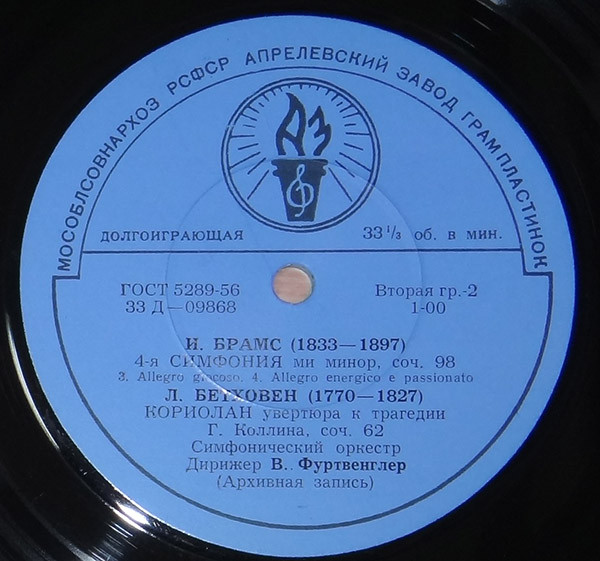 МОСОБЛСОВНАРХОЗ РСФСР АПРЕЛЕВСКИЙ ЗАВОД ГРАМПЛАСТИНОК
АЗ
ДОЛГОИГРАЮЩАЯ 33⅓ об. в мин.
ГОСТ 5289-56 Вторая гр.-2
33 Д—09868 1-00
И. БРАМС (1833—1897)
4-я СИМФОНИЯ ми минор, соч. 98
3. Allegro giocoso. 4. Allegro energico e passionato
Л. БЕТХОВЕН (1770—1827)
КОРИОЛАН увертюра к трагедии
Г. Коллина, соч. 62
Симфонический оркестр
Дирижер В. Фуртвенглер
(Архивная запись)